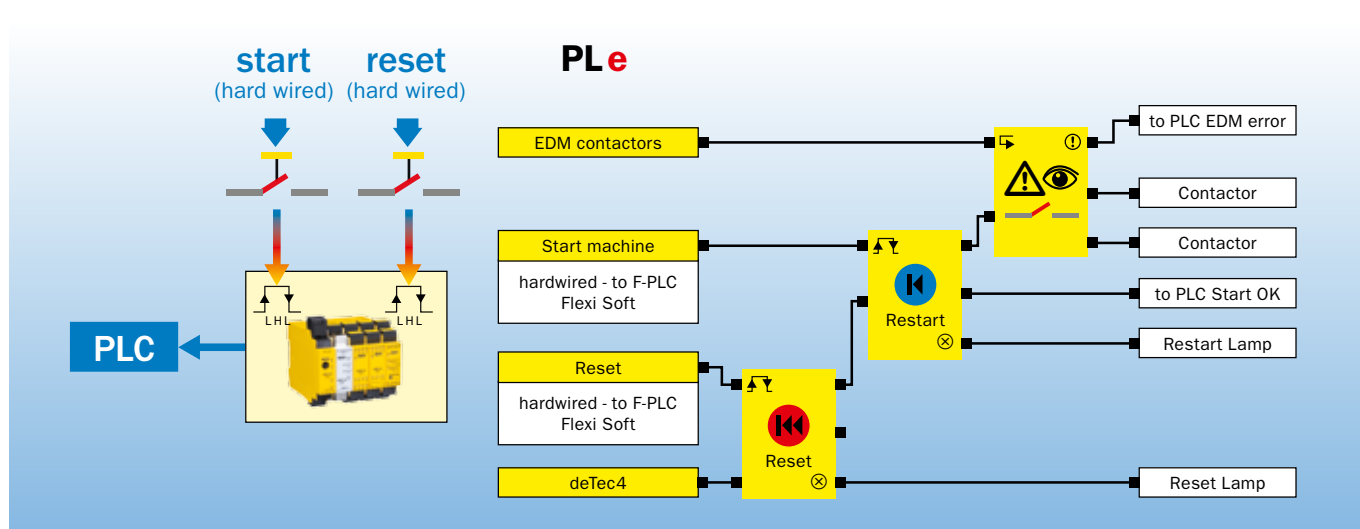 start
(hard wired)
reset
(hard wired)
PLC
L H L
L H L
PL e
EDM contactors
Start machine
hardwired - to F-PLC
Flexi Soft
Reset
hardwired - to F-PLC
Flexi Soft
deTec4
Reset
Restart
to PLC EDM error
Contactor
Contactor
to PLC Start OK
Restart Lamp
Reset Lamp